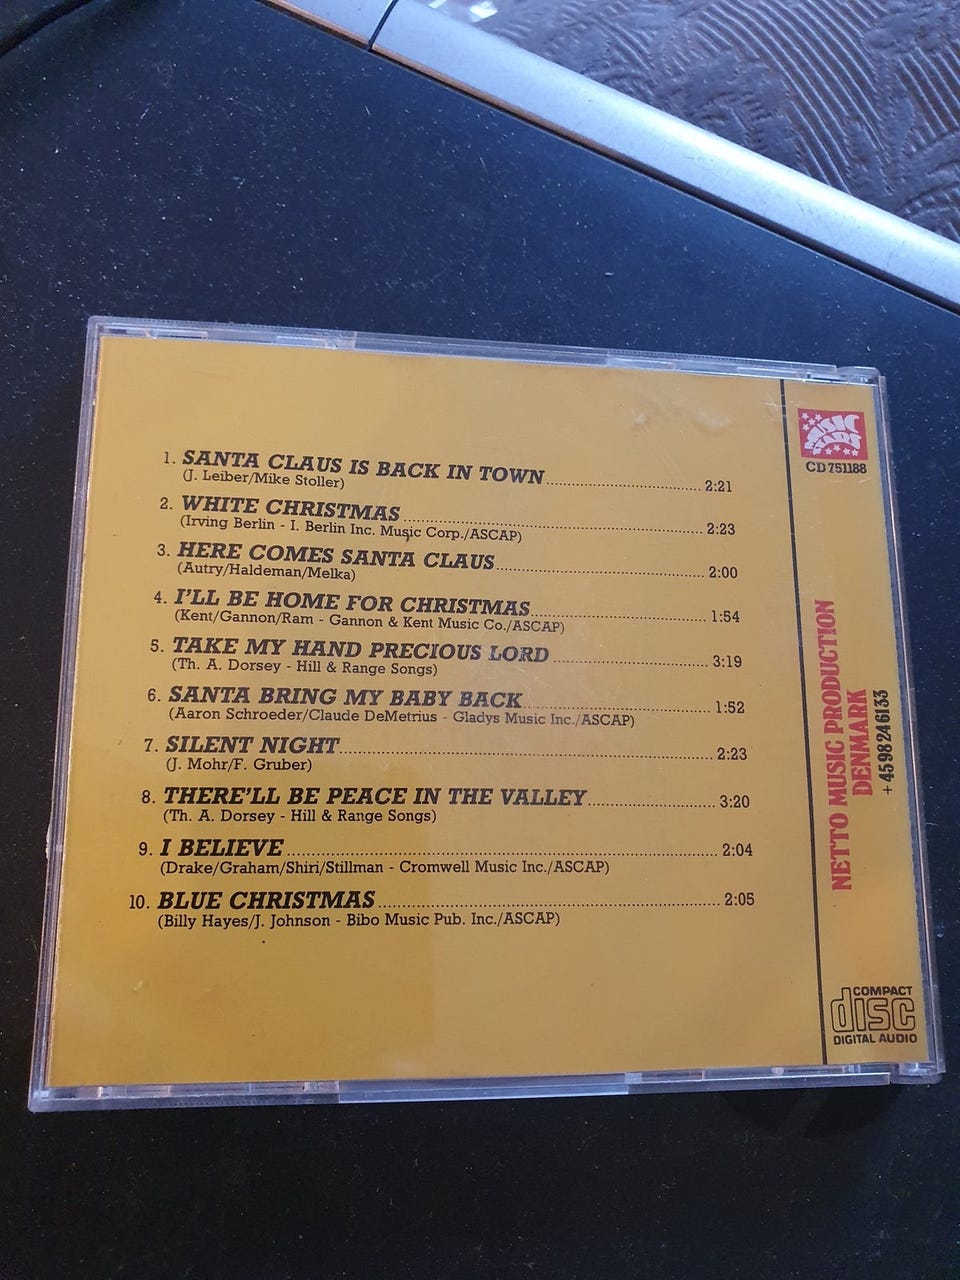 1. SANTA CLAUS IS BACK IN TOWN 2:21
(J. Leiber/Mike Stoller)
2. WHITE CHRISTMAS 2:23
(Irving Berlin - I. Berlin Inc. Music Corp./ASCAP)
3. HERE COMES SANTA CLAUS 2:00
(Autry/Haldeman/Melka)
4. I'LL BE HOME FOR CHRISTMAS 1:54
(Kent/Gannon/Ram - Gannon & Kent Music Co./ASCAP)
5. TAKE MY HAND PRECIOUS LORD 3:19
(Th. A. Dorsey - Hill & Range Songs)
6. SANTA BRING MY BABY BACK 1:52
(Aaron Schroeder/Claude DeMetrius - Gladys Music Inc./ASCAP)
7. SILENT NIGHT 2:23
(J. Mohr/F. Gruber)
8. THERE'LL BE PEACE IN THE VALLEY 3:20
(Th. A. Dorsey - Hill & Range Songs)
9. I BELIEVE 2:04
(Drake/Graham/Shiri/Stillman - Cromwell Music Inc./ASCAP)
10. BLUE CHRISTMAS 2:05
(Billy Hayes/J. Johnson - Bibo Music Pub. Inc./ASCAP)
MUSIC
STARS
CD 751188
NETTO MUSIC PRODUCTION
DENMARK
+4598246133
COMPACT
disc
DIGITAL AUDIO